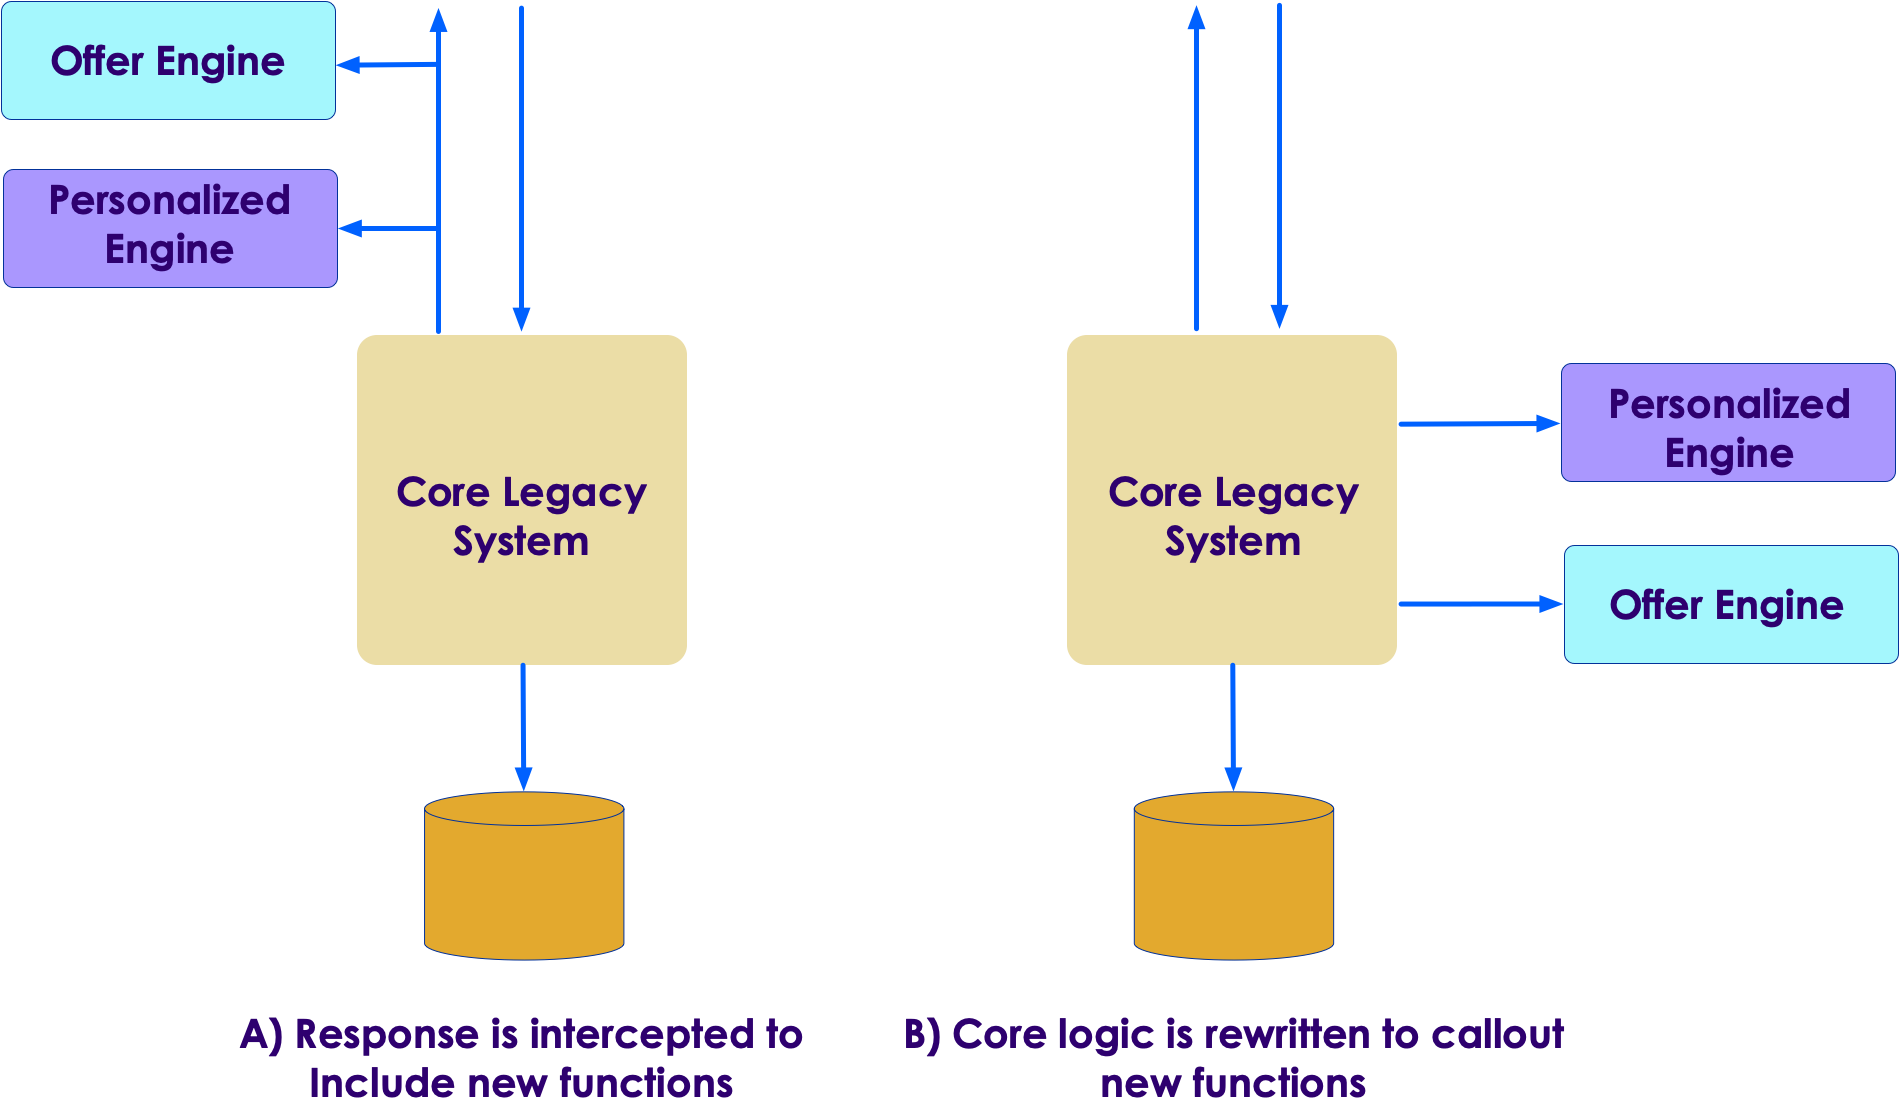 Offer Engine
Personalized
Engine
Core Legacy
System
A) Response is intercepted to
Include new functions
Core Legacy
System
Personalized
Engine
Offer Engine
B) Core logic is rewritten to callout
new functions